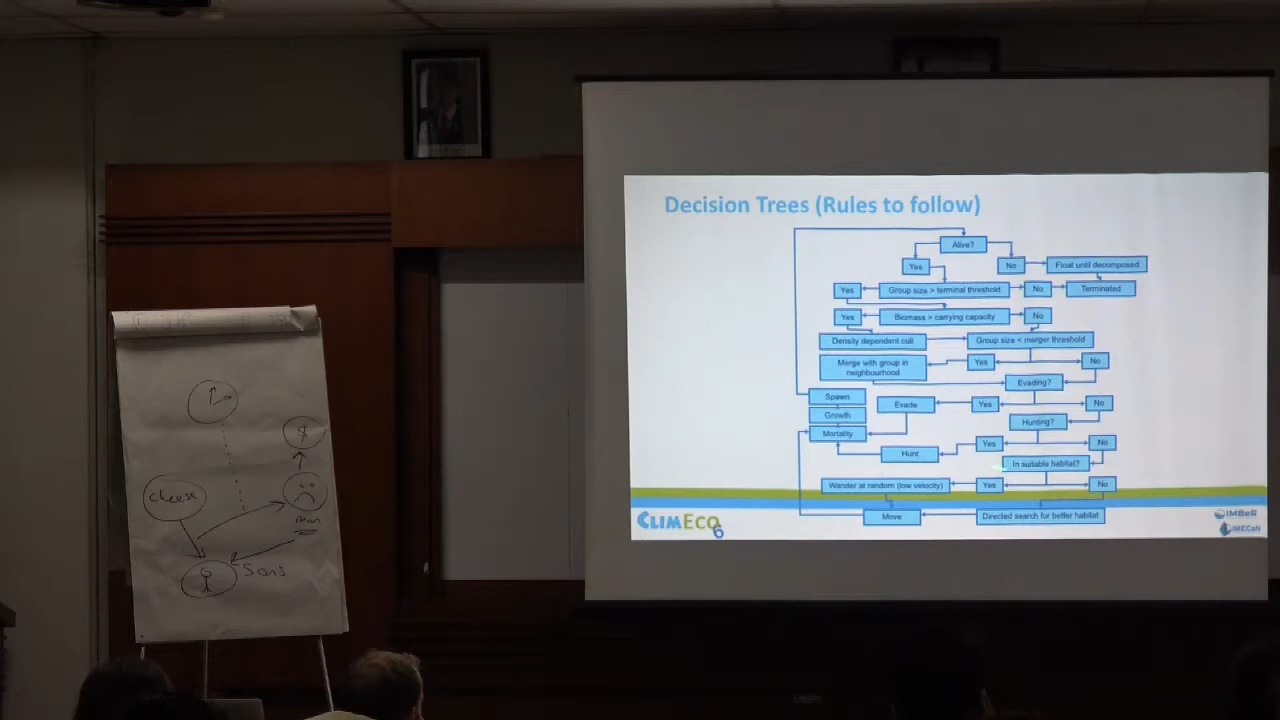 Decision Trees (Rules to follow)
Alive?
Yes
No
Float until decomposed
Yes
Group size > terminal threshold
No
Terminated
Yes
Biomass > carrying capacity
No
Density dependent cull
Group size < merger threshold
Merge with group in
neighbourhood
Yes
No
Evading?
Spawn
Evade
Yes
No
Growth
Hunting?
Mortality
Hunt
Yes
No
In suitable habitat?
Wander at random (low velocity)
Yes
No
Move
Directed search for better habitat
CLIMECO
6
IMBeR
IMECaN
Cheese
Mum
Sons